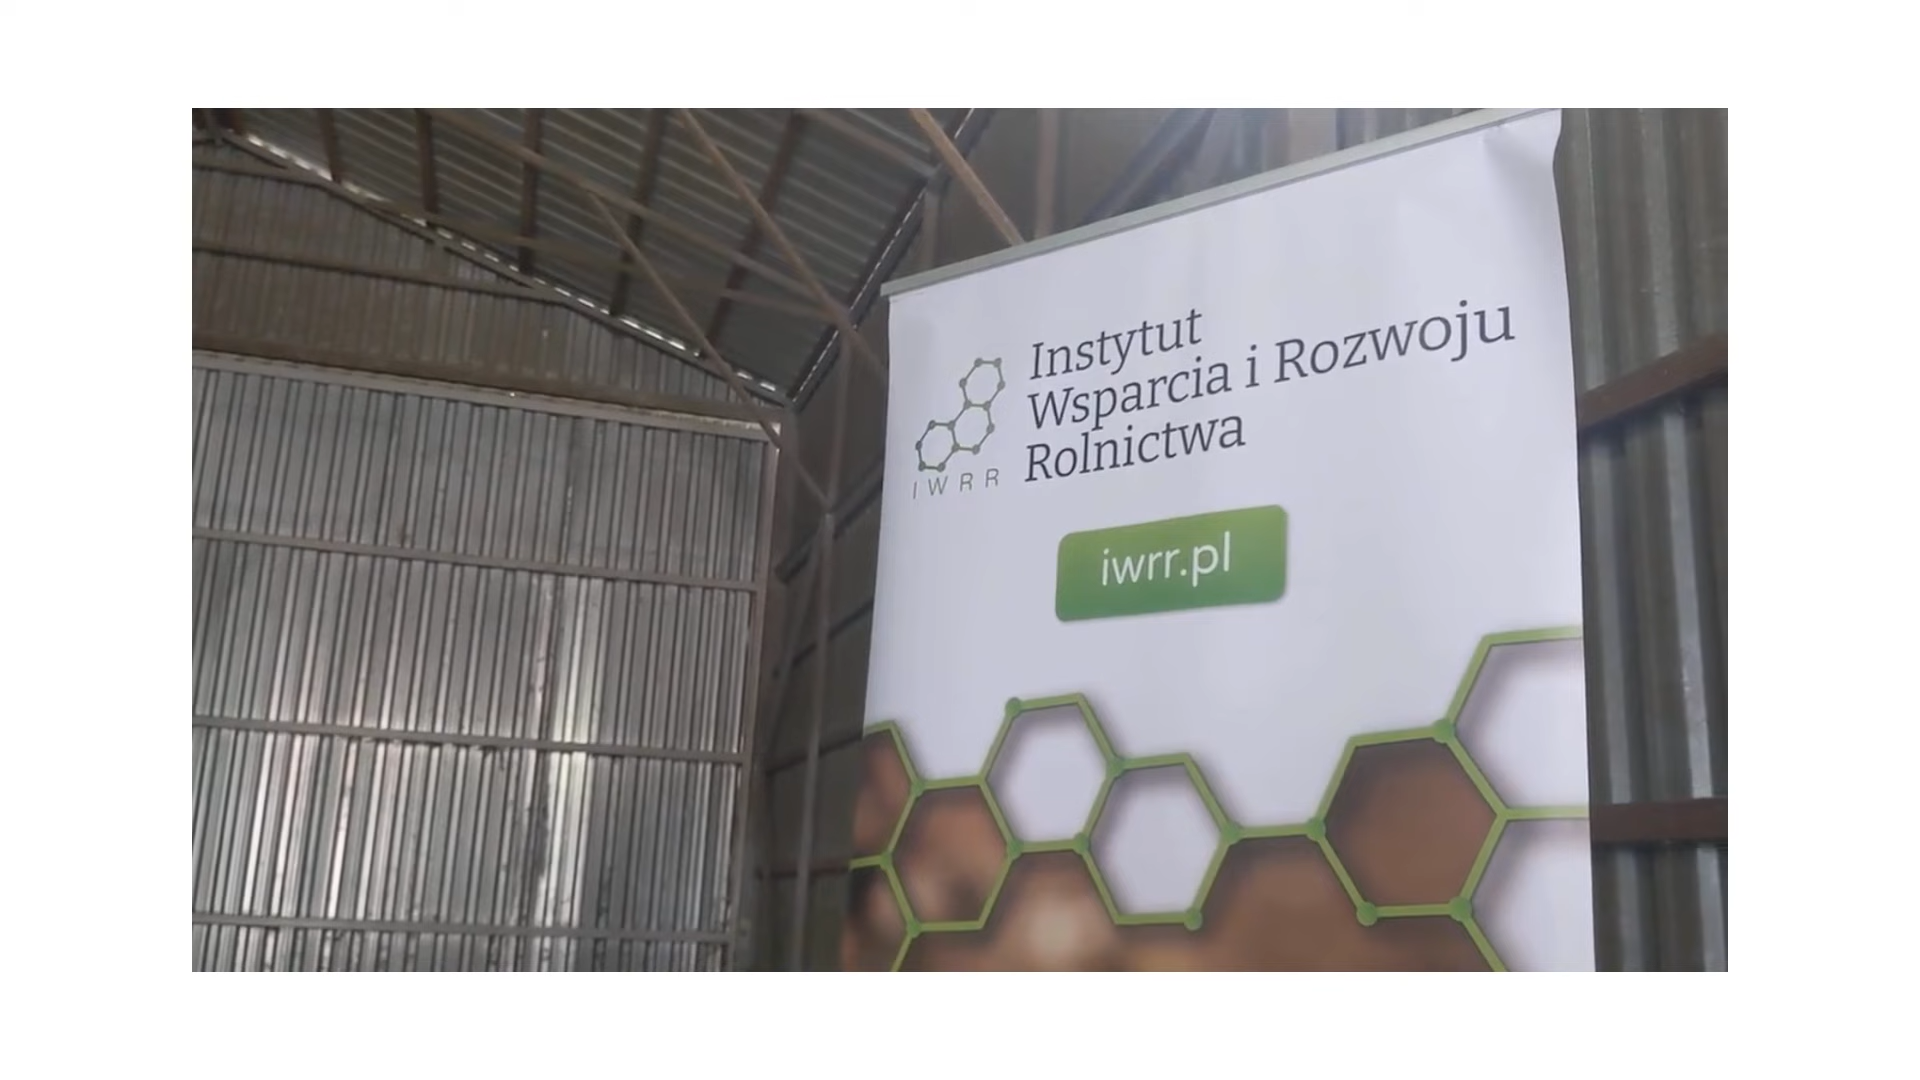 Instytut
Wsparcia i Rozwoju
Rolnictwa
IWRR
iwrr.pl